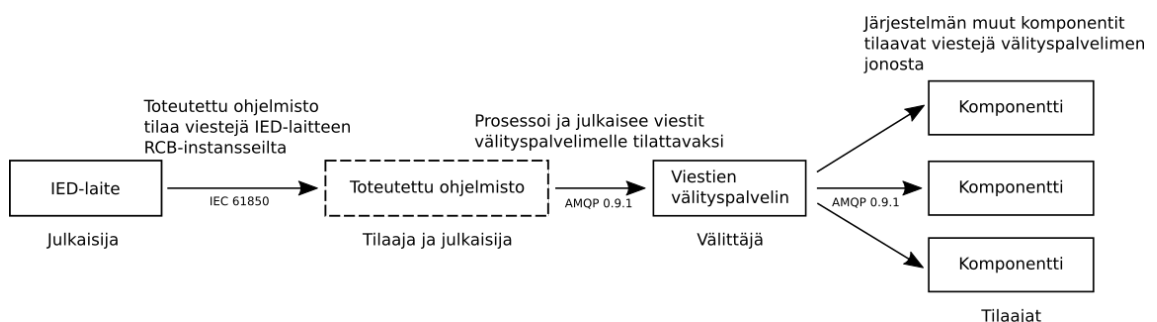 Järjestelmän muut komponentit
tilaavat viestejä välityspalvelimen
jonosta
Toteutettu ohjelmisto
tilaa viestejä IED-laitteen
RCB-instansseilta
Prosessoi ja julkaisee viestit
välityspalvelimelle tilattavaksi
Komponentti
IED-laite
IEC 61850
Toteutettu ohjelmisto
AMQP 0.9.1
Viestien
välityspalvelin
AMQP 0.9.1
Komponentti
Julkaisija
Tilaaja ja julkaisija
Välittäjä
Komponentti
Tilaajat